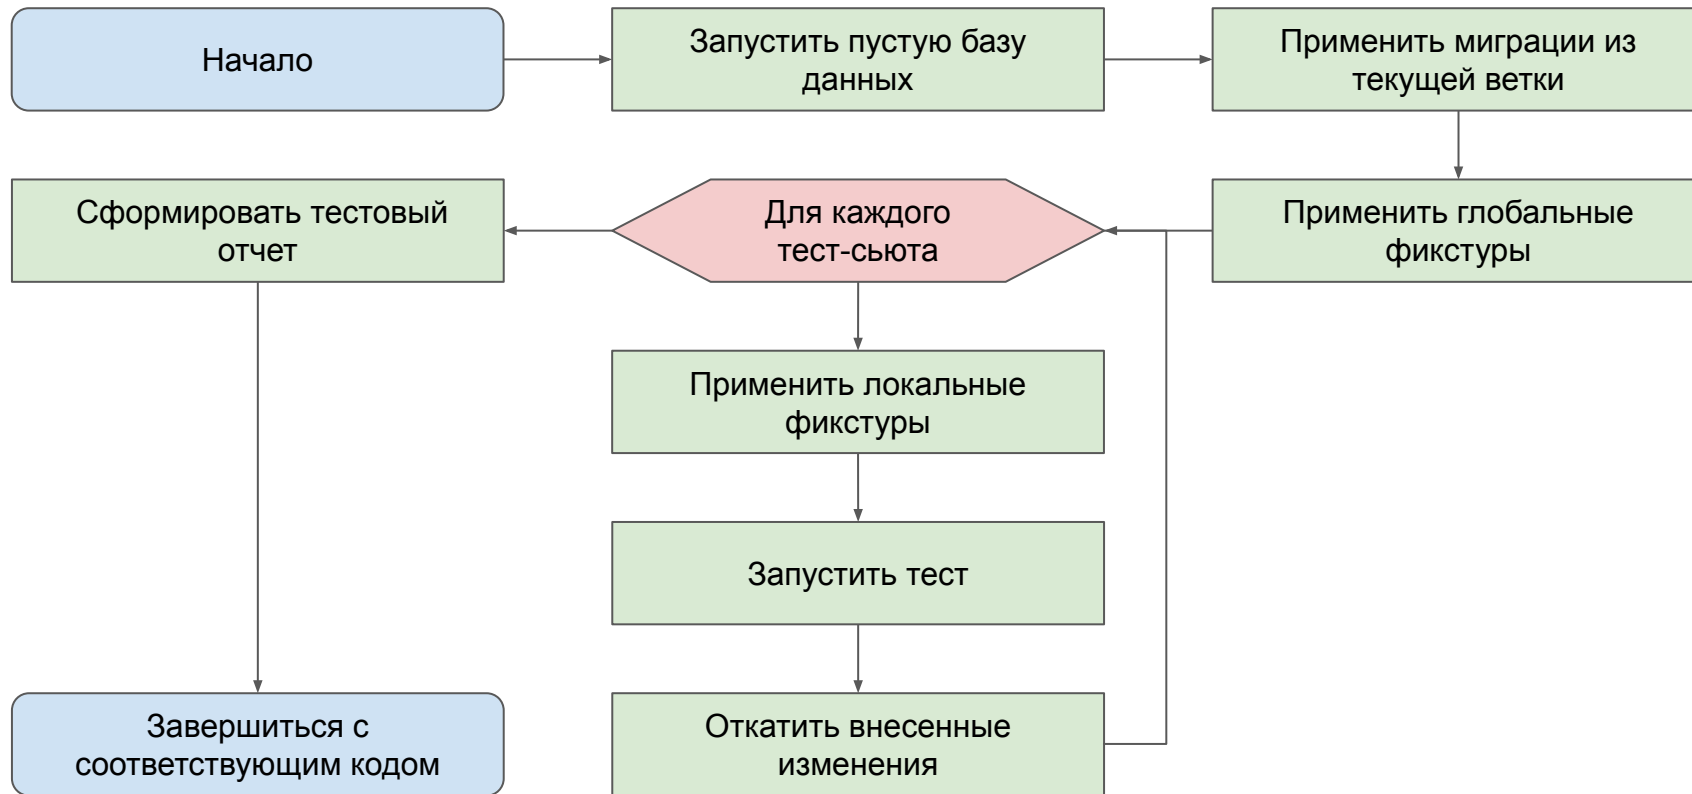 Начало
Запустить пустую базу
данных
Применить миграции из
текущей ветки
Сформировать тестовый
отчет
Для каждого
тест-сьюта
Применить глобальные
фикстуры
Применить локальные
фикстуры
Запустить тест
Завершиться с
соответствующим кодом
Откатить внесенные
изменения